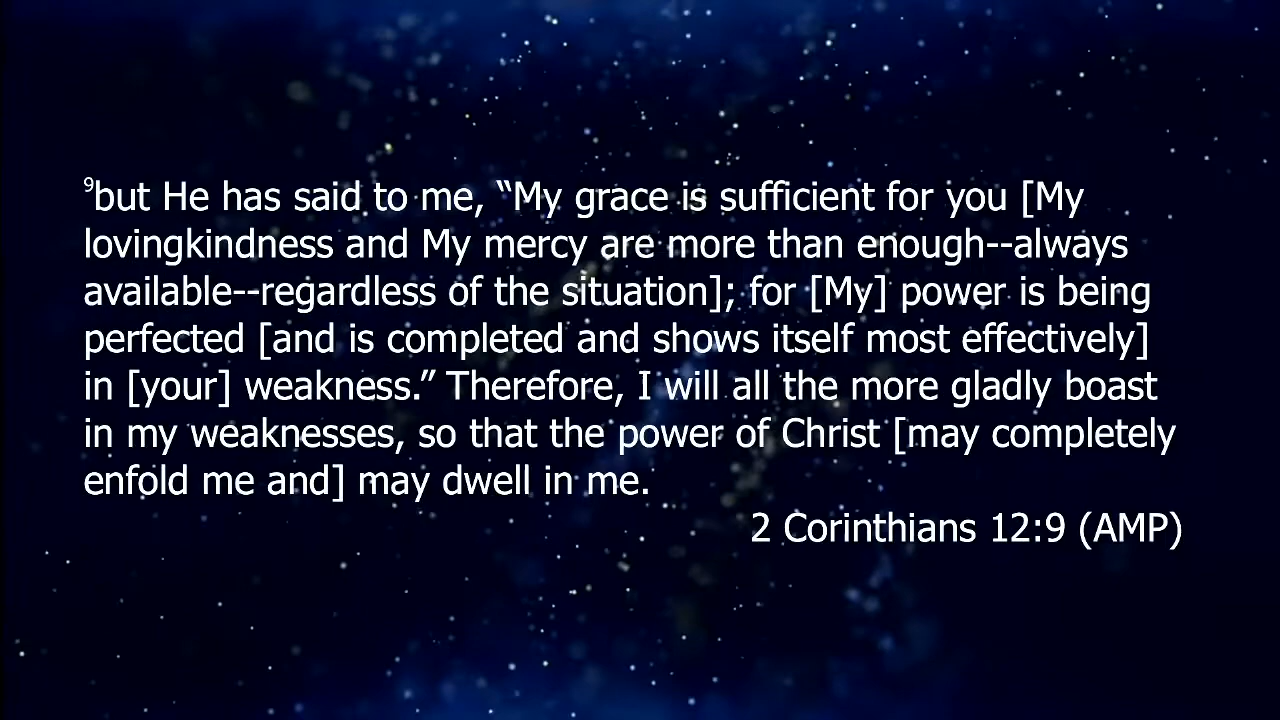 ⁹but He has said to me, “My grace is sufficient for you [My
lovingkindness and My mercy are more than enough--always
available--regardless of the situation]; for [My] power is being
perfected [and is completed and shows itself most effectively]
in [your] weakness.” Therefore, I will all the more gladly boast
in my weaknesses, so that the power of Christ [may completely
enfold me and] may dwell in me.
2 Corinthians 12:9 (AMP)